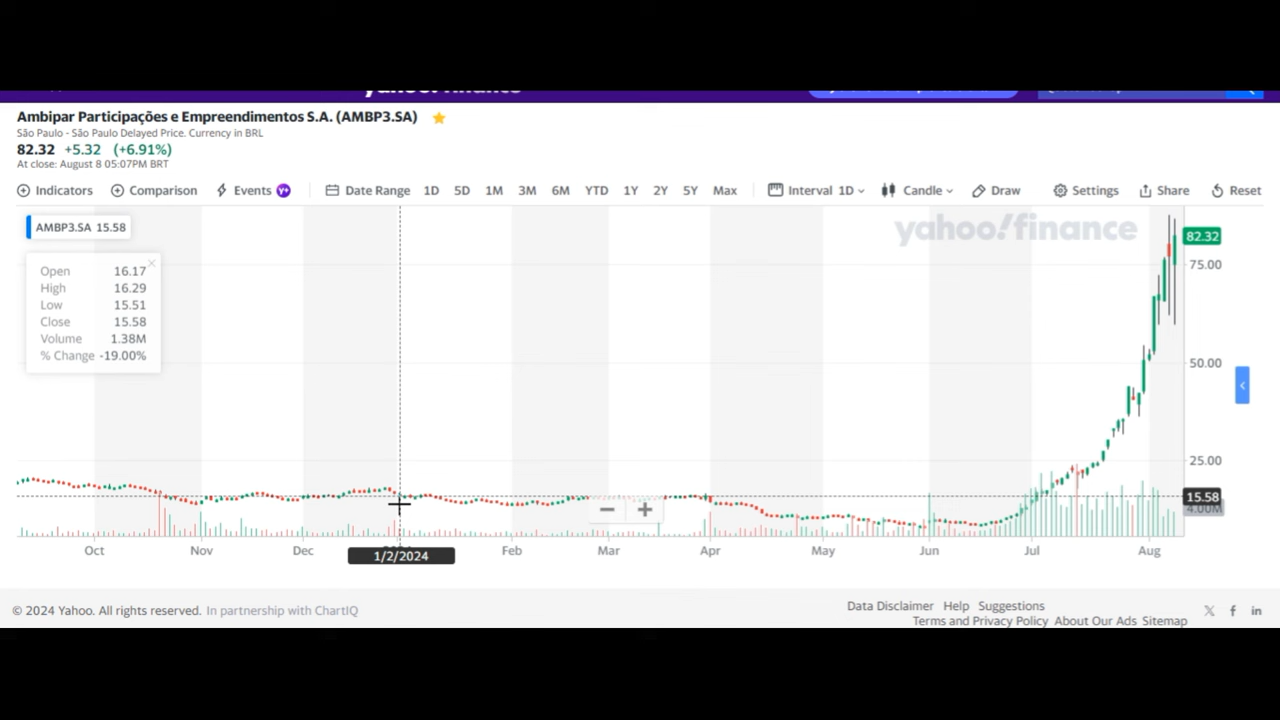 Ambipar Participações e Empreendimentos S.A. (AMBP3.SA)
São Paulo - São Paulo Delayed Price. Currency in BRL
82.32 +5.32 (+6.91%)
At close: August 8 05:07PM BRT
Indicators Comparison Events Y+ Date Range 1D 5D 1M 3M 6M YTD 1Y 2Y 5Y Max Interval 1D Candle Draw Settings Share Reset
AMBP3.SA 15.58
yahoo!finance
82.32
Open 16.17
High 16.29
Low 15.51
Close 15.58
Volume 1.38M
% Change -19.00%
75.00
50.00
25.00
15.58
4.00M
Oct Nov Dec Feb Mar Apr May Jun Jul Aug
1/2/2024
© 2024 Yahoo. All rights reserved. In partnership with ChartIQ
Data Disclaimer Help Suggestions
Terms and Privacy Policy About Our Ads Sitemap